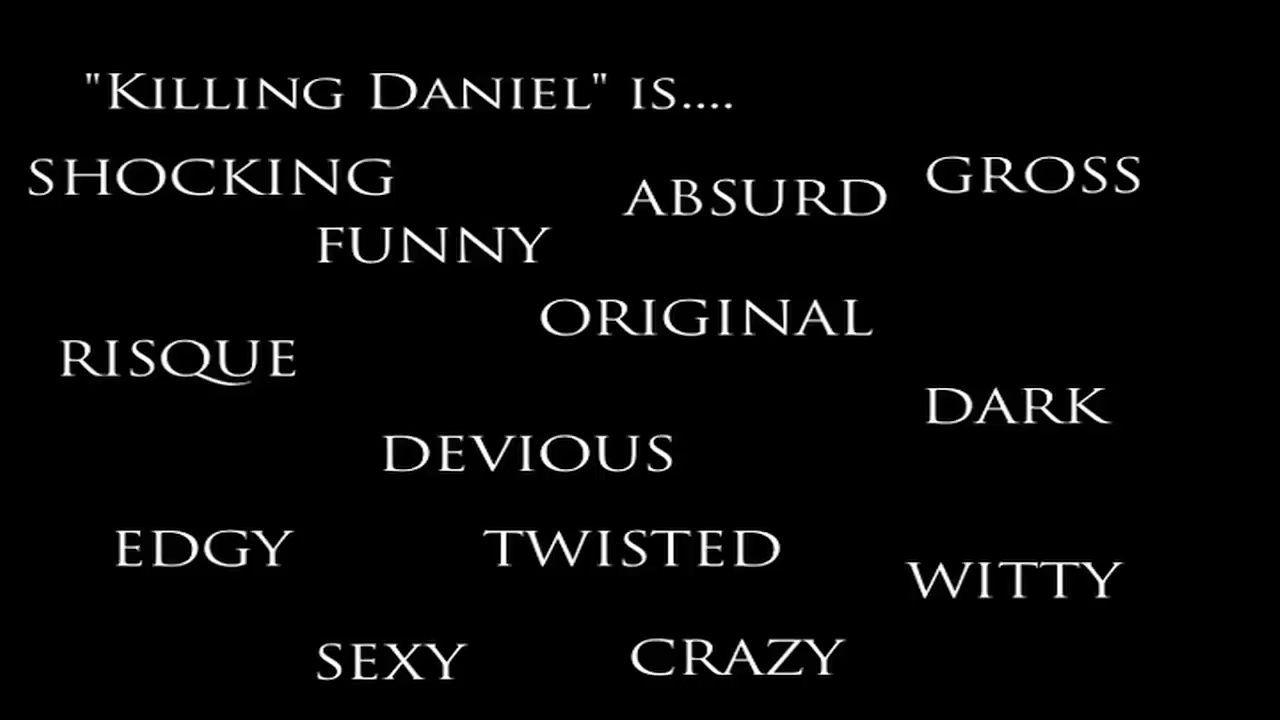 "Killing Daniel" is....
SHOCKING
ABSURD
GROSS
FUNNY
ORIGINAL
RISQUE
DARK
DEVIOUS
EDGY
TWISTED
WITTY
SEXY
CRAZY